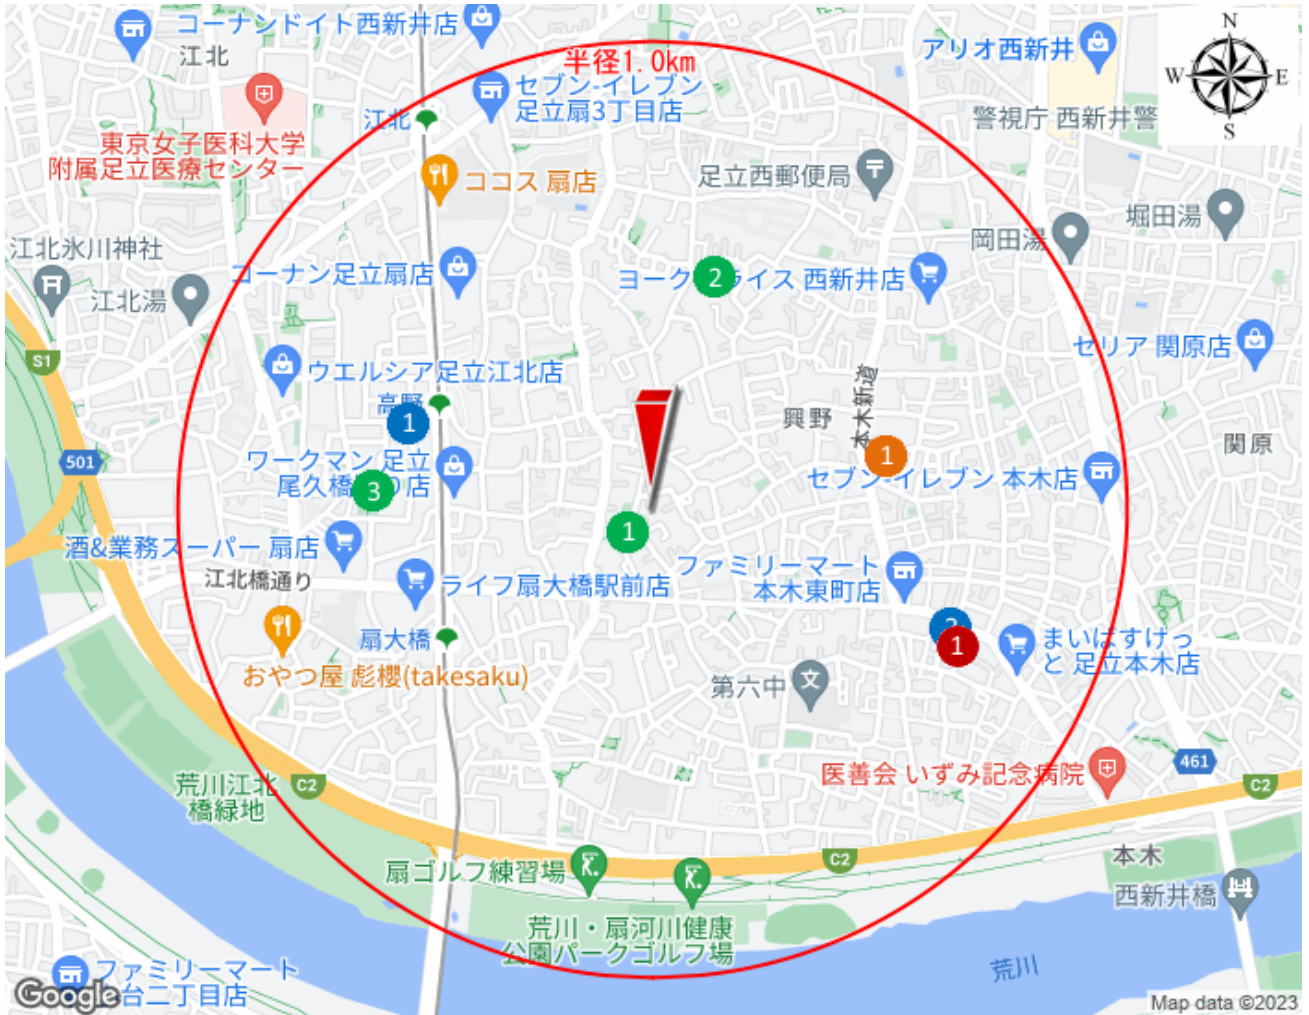 コーナンドイト西新井店
江北
半径1.0km
アリオ西新井
N
W
E
S
セブン-イレブン
足立扇3丁目店
江北
警視庁 西新井警
東京女子医科大学
附属足立医療センター
ココス 扇店
足立西郵便局
堀田湯
岡田湯
江北氷川神社
江北湯
コーナン足立扇店
2
ヨーク
ライス 西新井店
S1
セリア 関原店
ウエルシア足立江北店
高野
1
本木新道
興野
関原
501
ワークマン 足立
尾久橋
り店
3
1
セブン-イレブン 本木店
1
酒&業務スーパー 扇店
江北橋通り
ライフ扇大橋駅前店
ファミリーマート
本木東町店
扇大橋
1
まいばすけっ
と 足立本木店
おやつ屋 彪櫻(takesaku)
第六中
文
461
医善会 いずみ記念病院
C2
C2
荒川江北
橋緑地
C2
本木
扇ゴルフ練習場
西新井橋
荒川・扇河川健康
公園パークゴルフ場
荒川
ファミリーマート
台二丁目店
Google
Map data ©2023